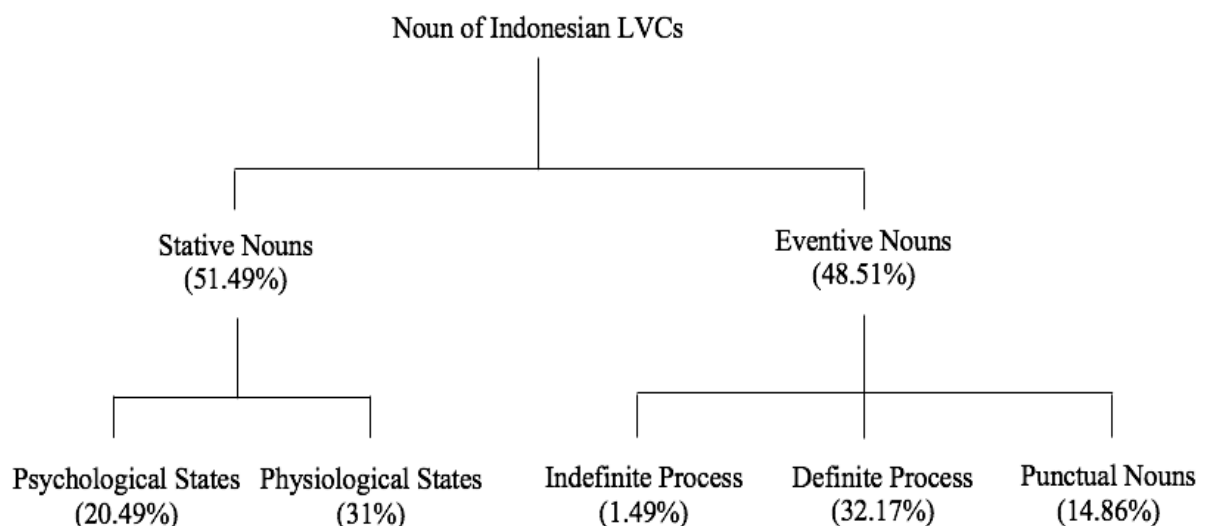 Noun of Indonesian LVCs
Stative Nouns
(51.49%)
Eventive Nouns
(48.51%)
Psychological States
(20.49%)
Physiological States
(31%)
Indefinite Process
(1.49%)
Definite Process
(32.17%)
Punctual Nouns
(14.86%)